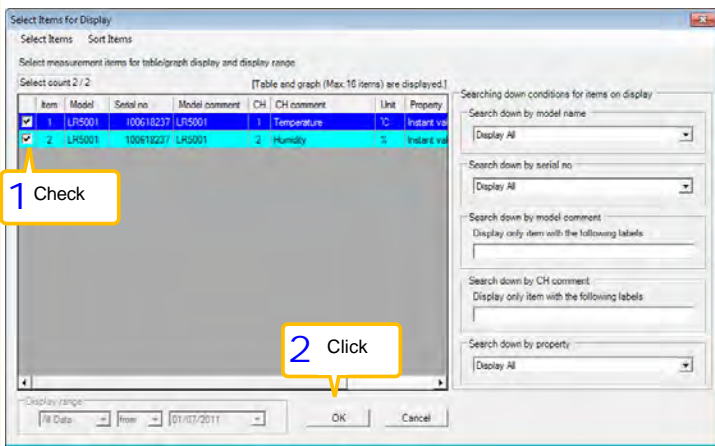 Select Items for Display
Select Items Sort Items
Select measurement items for table/graph display and display range
Select count 2 / 2 [Table and graph (Max.16 items) are displayed.]
Item Model Serial no Model comment CH CH comment Unit Property
1 LR5001 100618237 LR5001 1 Temperature °C Instant val
2 LR5001 100618237 LR5001 2 Humidity % Instant val
1 Check
2 Click
Searching down conditions for items on display
Search down by model name
Display All
Search down by serial no
Display All
Search down by model comment
Display only item with the following labels
Search down by CH comment
Display only item with the following labels
Search down by property
Display All
Display range
All Data from 01/07/2011
OK Cancel